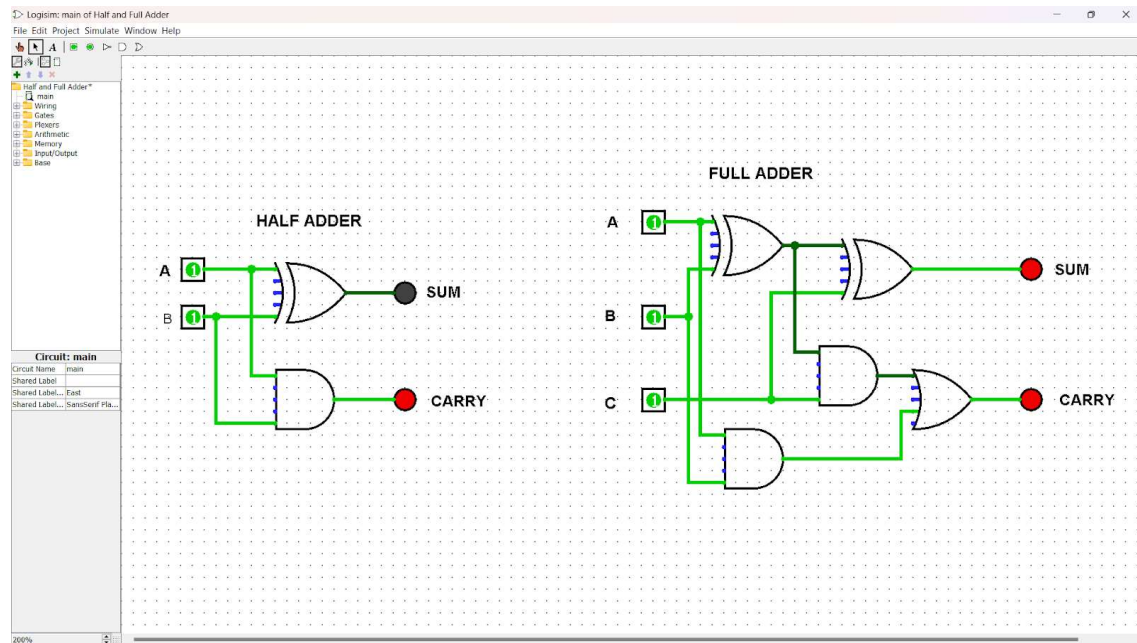 Logisim: main of Half and Full Adder
File Edit Project Simulate Window Help
A
Half and Full Adder*
main
Wiring
Gates
Plexers
Arithmetic
Memory
Input/Output
Base
Circuit: main
Circuit Name main
Shared Label
Shared Label... East
Shared Label... SansSerif Pla...
200%
HALF ADDER
A 1
B 1
SUM
CARRY
FULL ADDER
A 1
B 1
C 1
SUM
CARRY